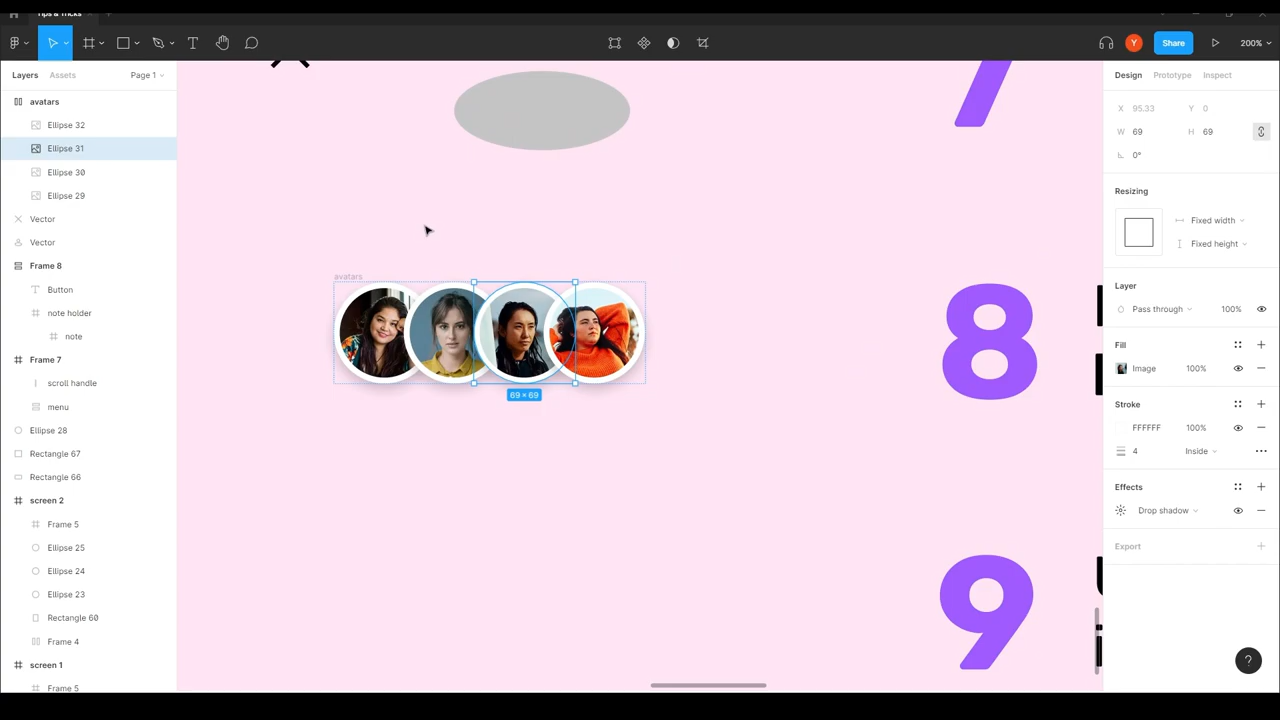 Tips & Tricks
Share
200%
Layers
Assets
Page 1
avatars
Ellipse 32
Ellipse 31
Ellipse 30
Ellipse 29
Vector
Vector
Frame 8
Button
note holder
note
Frame 7
scroll handle
menu
Ellipse 28
Rectangle 67
Rectangle 66
screen 2
Frame 5
Ellipse 25
Ellipse 24
Ellipse 23
Rectangle 60
Frame 4
screen 1
Frame 5
avatars
69 × 69
7
8
9
Design
Prototype
Inspect
X 95.33
Y 0
W 69
H 69
0°
Resizing
Fixed width
Fixed height
Layer
Pass through
100%
Fill
Image
100%
Stroke
FFFFFF
100%
4
Inside
Effects
Drop shadow
Export
Y
?